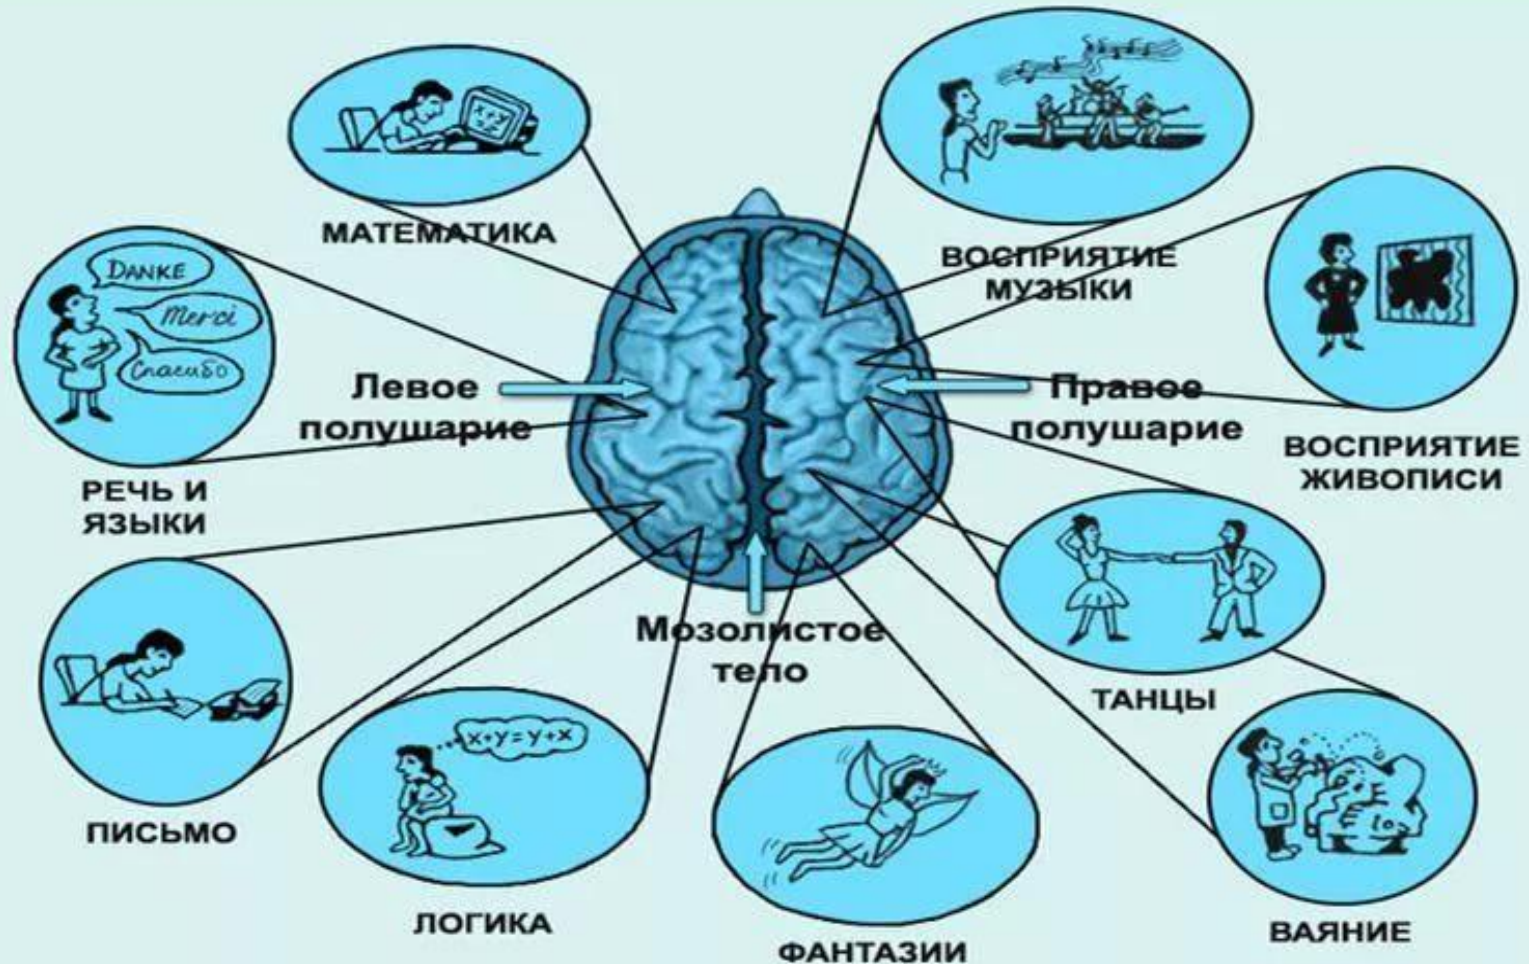 x+y
МАТЕМАТИКА
ВОСПРИЯТИЕ
МУЗЫКИ
DANKE
Merci
Спасибо
Левое
полушарие
Правое
полушарие
ВОСПРИЯТИЕ
ЖИВОПИСИ
РЕЧЬ И
ЯЗЫКИ
Мозолистое
тело
ТАНЦЫ
ПИСЬМО
x+y=y+x
ЛОГИКА
ФАНТАЗИИ
ВАЯНИЕ